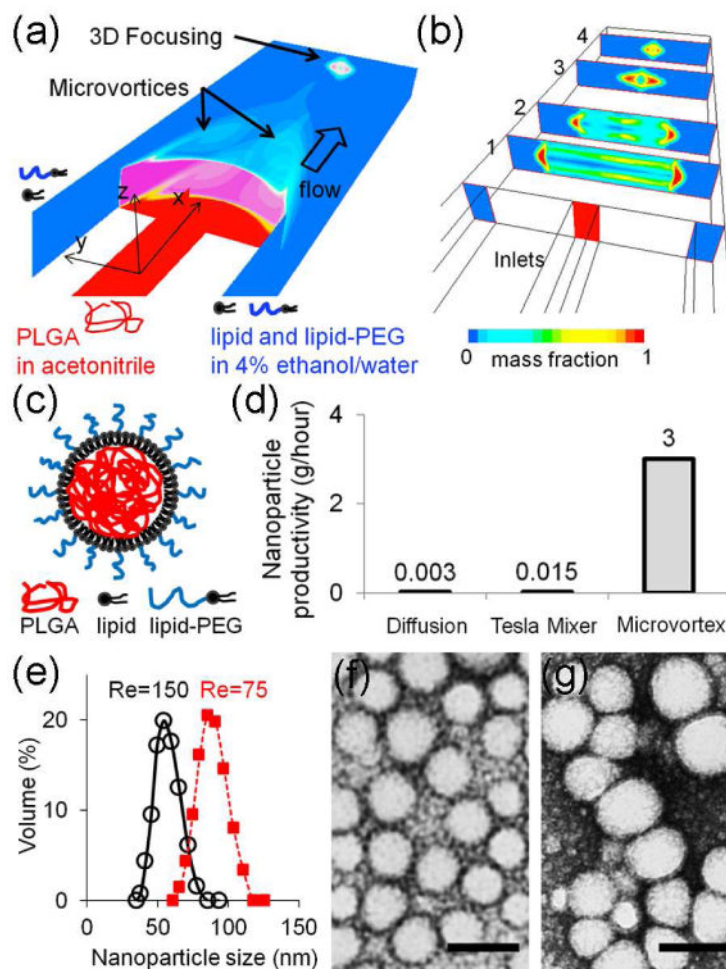 (a)
3D Focusing
Microvortices
z
x
y
flow
PLGA
in acetonitrile
lipid and lipid-PEG
in 4% ethanol/water
(b)
4
3
2
1
Inlets
0 mass fraction 1
(c)
PLGA lipid lipid-PEG
(d)
Nanoparticle
productivity (g/hour)
4
2
0
0.003
0.015
3
Diffusion Tesla Mixer Microvortex
(e)
Re=150 Re=75
Volume (%)
20
10
0
0 50 100 150
Nanoparticle size (nm)
(f)
(g)